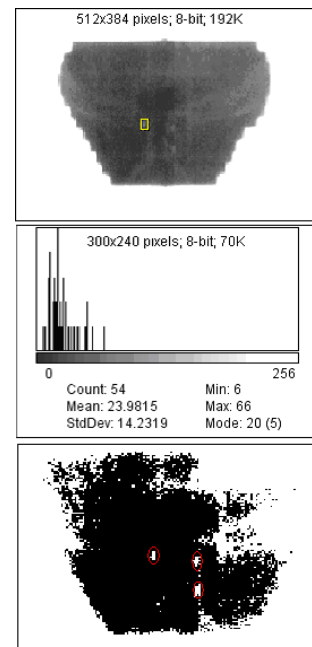 512x384 pixels; 8-bit; 192K
300x240 pixels; 8-bit; 70K
0 256
Count: 54 Min: 6
Mean: 23.9815 Max: 66
StdDev: 14.2319 Mode: 20 (5)